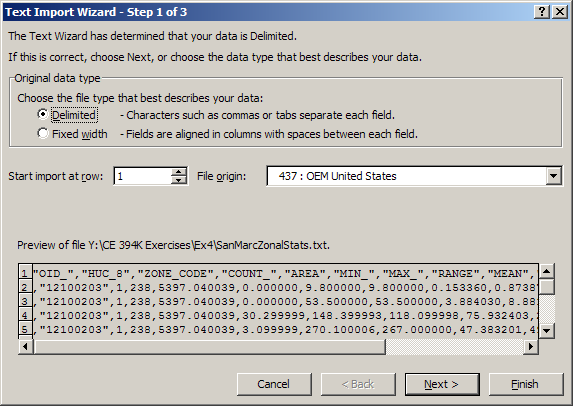 Text Import Wizard - Step 1 of 3
The Text Wizard has determined that your data is Delimited.
If this is correct, choose Next, or choose the data type that best describes your data.
Original data type
Choose the file type that best describes your data:
Delimited - Characters such as commas or tabs separate each field.
Fixed width - Fields are aligned in columns with spaces between each field.
Start import at row: 1 File origin: 437 : OEM United States
Preview of file Y:\CE 394K Exercises\Ex4\SanMarcZonalStats.txt.
1 "OID_","HUC_8","ZONE_CODE","COUNT_","AREA","MIN_","MAX_","RANGE","MEAN",
2 ,"12100203",1,238,5397.040039,0.000000,9.800000,9.800000,0.153360,0.8738
3 ,"12100203",1,238,5397.040039,0.000000,53.500000,53.500000,3.884030,8.88
4 ,"12100203",1,238,5397.040039,30.299999,148.399993,118.099998,75.932403,
5 ,"12100203",1,238,5397.040039,3.099999,270.100006,267.000000,47.383201,4
Cancel < Back Next > Finish